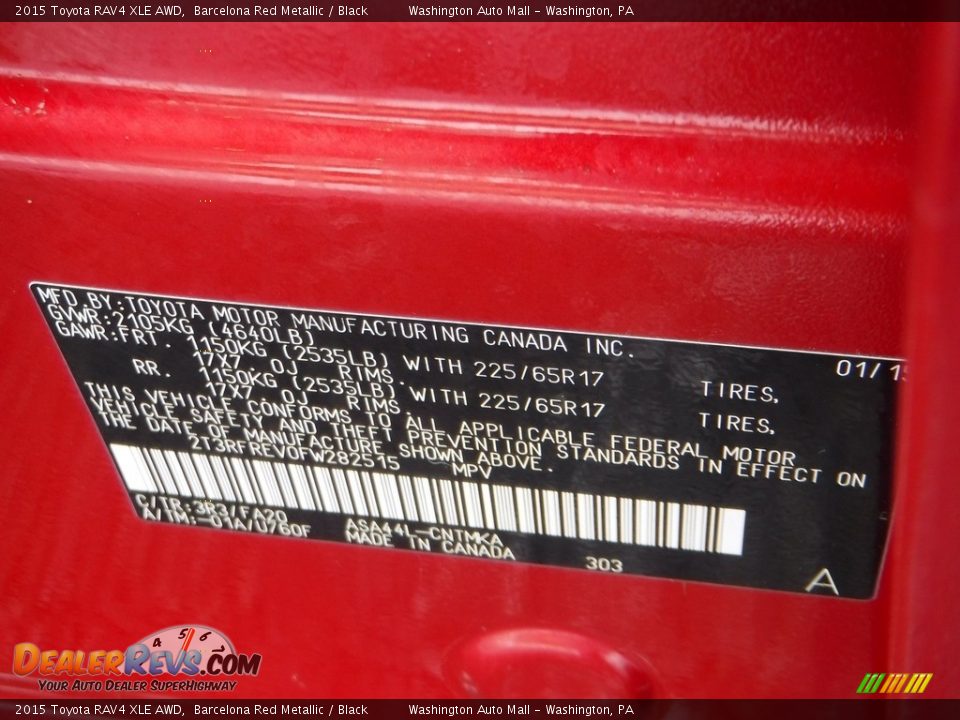 2015 Toyota RAV4 XLE AWD, Barcelona Red Metallic / Black Washington Auto Mall - Washington, PA
MFD.BY:TOYOTA MOTOR MANUFACTURING CANADA INC. 01/15
GVWR:2105KG (4640LB)
GAWR:FRT. 1150KG (2535LB) WITH 225/65R17 TIRES,
17X7.0J RIMS.
RR. 1150KG (2535LB) WITH 225/65R17 TIRES,
17X7.0J RIMS.
THIS VEHICLE CONFORMS TO ALL APPLICABLE FEDERAL MOTOR
VEHICLE SAFETY AND THEFT PREVENTION STANDARDS IN EFFECT ON
THE DATE OF MANUFACTURE SHOWN ABOVE.
2T3RFREV0FW282515 MPV
C/TR:3R3/FA20 ASA44L-CNTMKA
A/TM:-01A/U760F MADE IN CANADA 303 A
4 5 6
DealerRevs.com
Your Auto Dealer SuperHighway
2015 Toyota RAV4 XLE AWD, Barcelona Red Metallic / Black Washington Auto Mall - Washington, PA